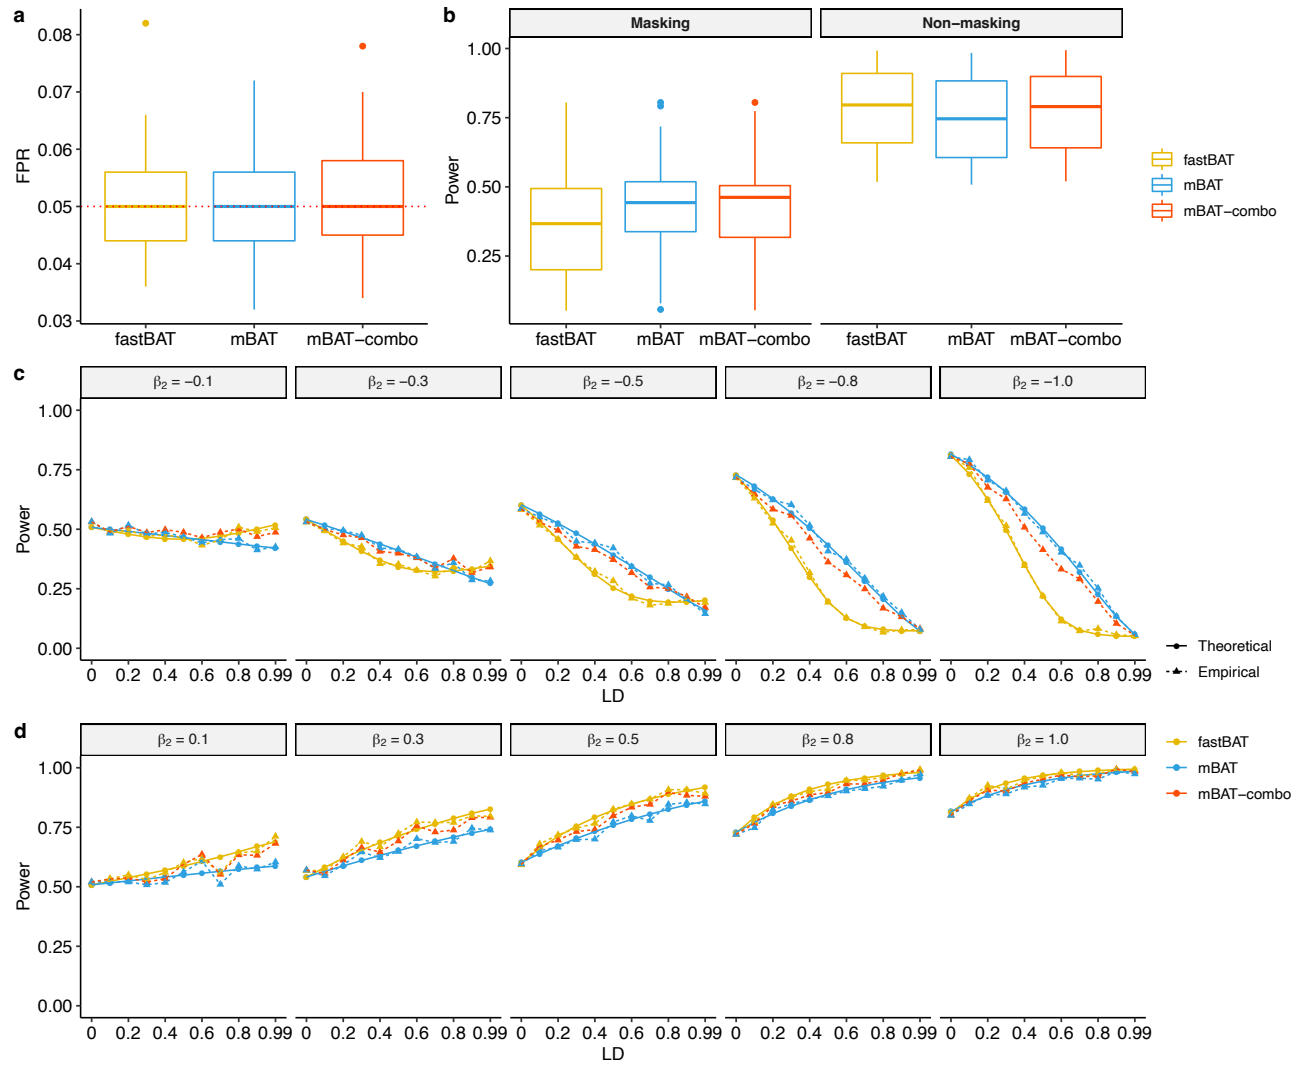 a
FPR
0.08
0.07
0.06
0.05
0.04
0.03
fastBAT mBAT mBAT−combo
b
Masking Non−masking
Power
1.00
0.75
0.50
0.25
fastBAT mBAT mBAT−combo fastBAT mBAT mBAT−combo
fastBAT
mBAT
mBAT−combo
c
β₂ = −0.1 β₂ = −0.3 β₂ = −0.5 β₂ = −0.8 β₂ = −1.0
Power
1.00
0.75
0.50
0.25
0.00
0 0.2 0.4 0.6 0.8 0.99 0 0.2 0.4 0.6 0.8 0.99 0 0.2 0.4 0.6 0.8 0.99 0 0.2 0.4 0.6 0.8 0.99 0 0.2 0.4 0.6 0.8 0.99
LD
Theoretical
Empirical
d
β₂ = 0.1 β₂ = 0.3 β₂ = 0.5 β₂ = 0.8 β₂ = 1.0
Power
1.00
0.75
0.50
0.25
0.00
0 0.2 0.4 0.6 0.8 0.99 0 0.2 0.4 0.6 0.8 0.99 0 0.2 0.4 0.6 0.8 0.99 0 0.2 0.4 0.6 0.8 0.99 0 0.2 0.4 0.6 0.8 0.99
LD
fastBAT
mBAT
mBAT−combo